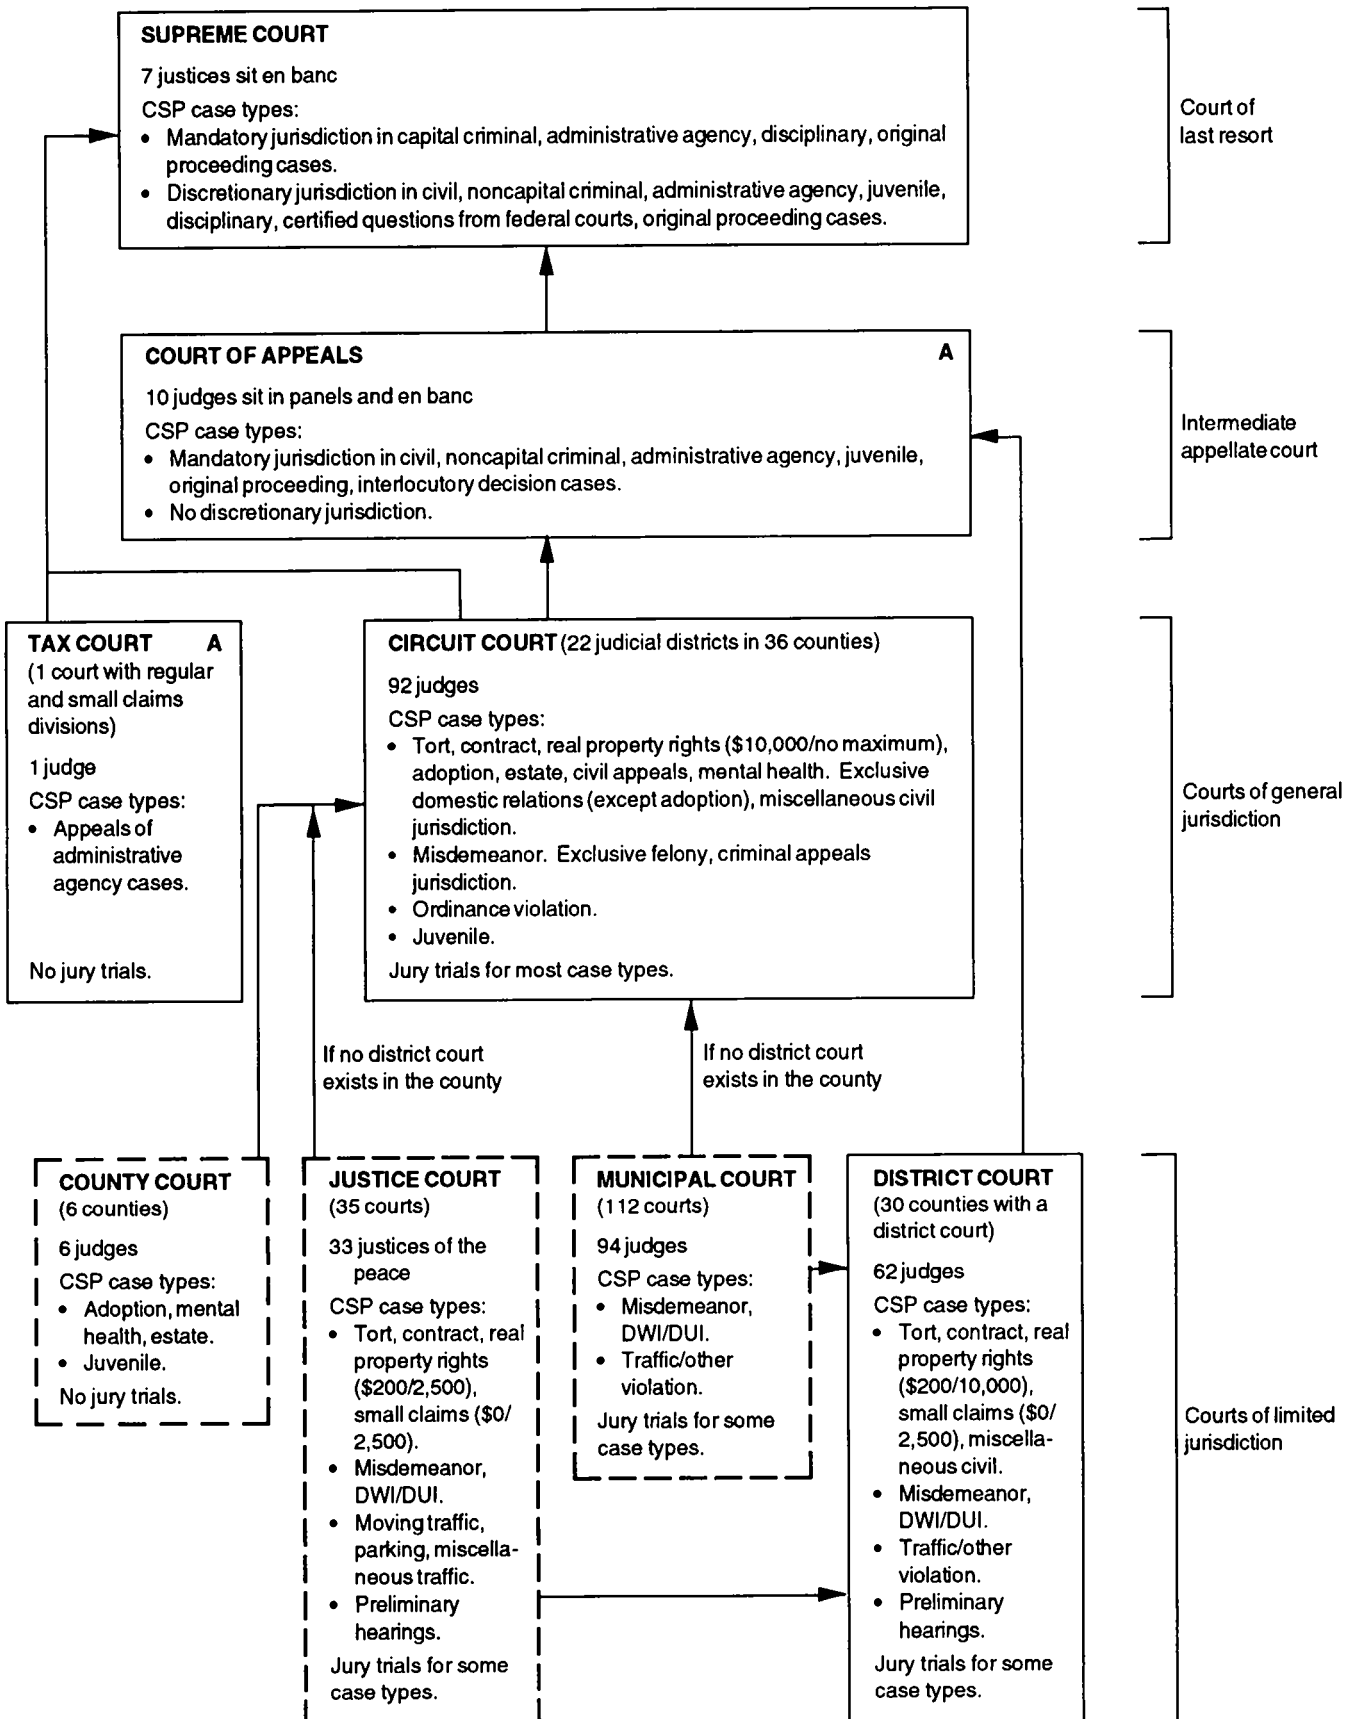 SUPREME COURT
7 justices sit en banc
CSP case types:
• Mandatory jurisdiction in capital criminal, administrative agency, disciplinary, original
proceeding cases.
• Discretionary jurisdiction in civil, noncapital criminal, administrative agency, juvenile,
disciplinary, certified questions from federal courts, original proceeding cases.
Court of
last resort
COURT OF APPEALS A
10 judges sit in panels and en banc
CSP case types:
• Mandatory jurisdiction in civil, noncapital criminal, administrative agency, juvenile,
original proceeding, interlocutory decision cases.
• No discretionary jurisdiction.
Intermediate
appellate court
TAX COURT A
(1 court with regular
and small claims
divisions)
1 judge
CSP case types:
• Appeals of
administrative
agency cases.
No jury trials.
CIRCUIT COURT (22 judicial districts in 36 counties)
92 judges
CSP case types:
• Tort, contract, real property rights ($10,000/no maximum),
adoption, estate, civil appeals, mental health. Exclusive
domestic relations (except adoption), miscellaneous civil
jurisdiction.
• Misdemeanor. Exclusive felony, criminal appeals
jurisdiction.
• Ordinance violation.
• Juvenile.
Jury trials for most case types.
Courts of general
jurisdiction
If no district court
exists in the county
If no district court
exists in the county
COUNTY COURT
(6 counties)
6 judges
CSP case types:
• Adoption, mental
health, estate.
• Juvenile.
No jury trials.
JUSTICE COURT
(35 courts)
33 justices of the
peace
CSP case types:
• Tort, contract, real
property rights
($200/2,500),
small claims ($0/
2,500).
• Misdemeanor,
DWI/DUI.
• Moving traffic,
parking, miscella-
neous traffic.
• Preliminary
hearings.
Jury trials for some
case types.
MUNICIPAL COURT
(112 courts)
94 judges
CSP case types:
• Misdemeanor,
DWI/DUI.
• Traffic/other
violation.
Jury trials for some
case types.
DISTRICT COURT
(30 counties with a
district court)
62 judges
CSP case types:
• Tort, contract, real
property rights
($200/10,000),
small claims ($0/
2,500), miscella-
neous civil.
• Misdemeanor,
DWI/DUI.
• Traffic/other
violation.
• Preliminary
hearings.
Jury trials for some
case types.
Courts of limited
jurisdiction